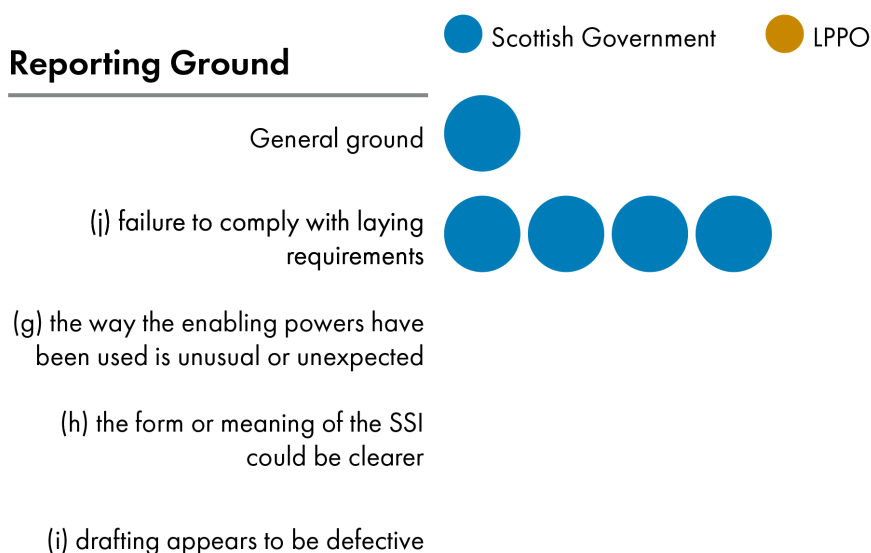 Scottish Government
LPPO
Reporting Ground
General ground
(j) failure to comply with laying
requirements
(g) the way the enabling powers have
been used is unusual or unexpected
(h) the form or meaning of the SSI
could be clearer
(i) drafting appears to be defective